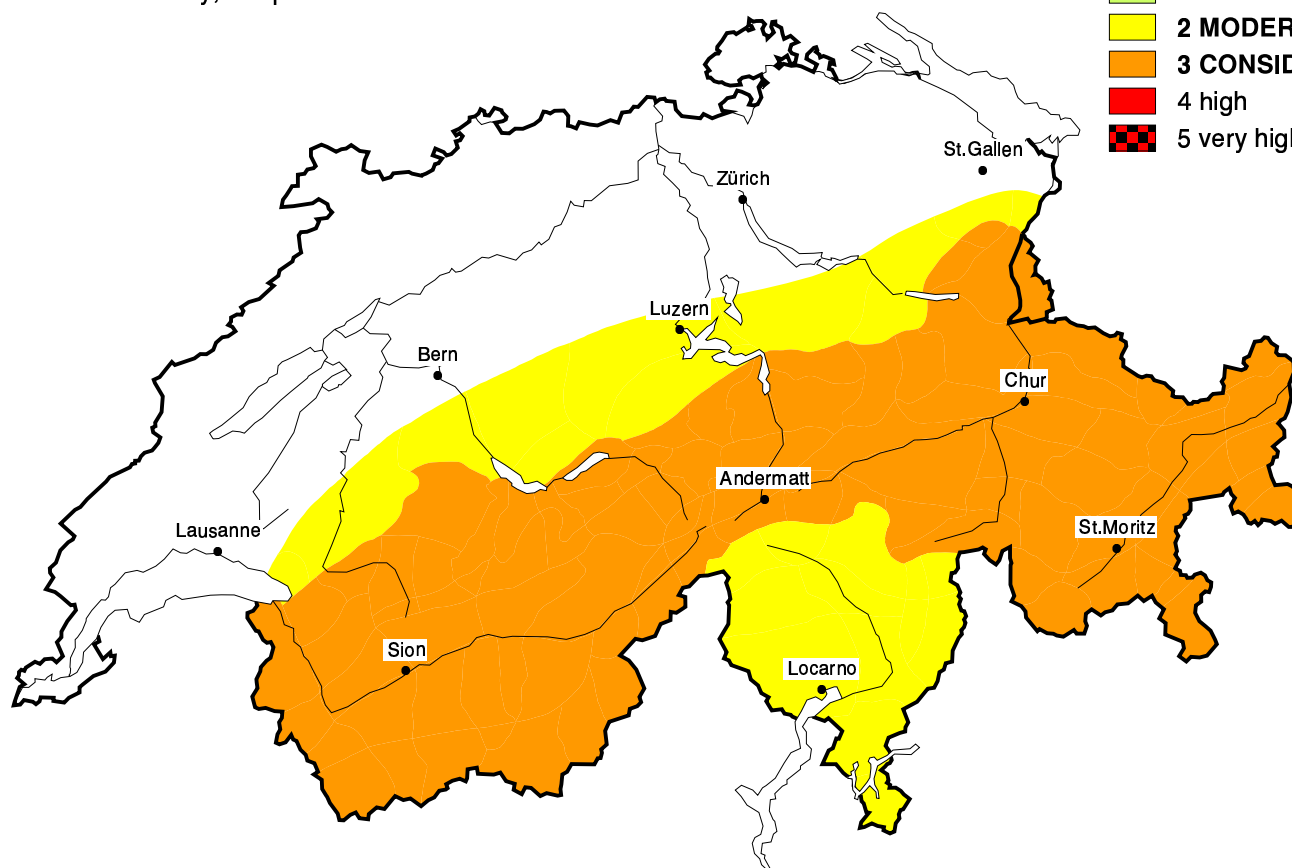 2 MODER
3 CONSID
4 high
5 very high
St.Gallen
Zürich
Luzern
Bern
Chur
Andermatt
St.Moritz
Lausanne
Sion
Locarno